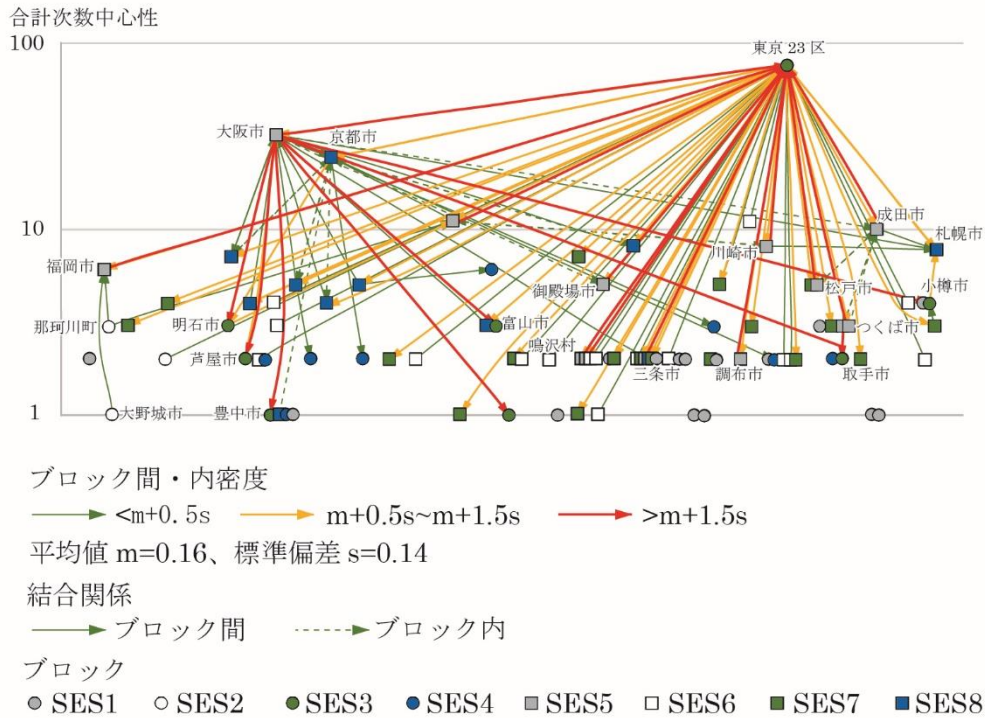 合計次数中心性
100
東京 23 区
大阪市
京都市
10
成田市
札幌市
川崎市
福岡市
御殿場市
松戸市
小樽市
那珂川町
明石市
富山市
つくば市
芦屋市
鳴沢村
三条市
調布市
取手市
1
大野城市
豊中市
ブロック間・内密度
<m+0.5s
m+0.5s~m+1.5s
>m+1.5s
平均値 m=0.16、標準偏差 s=0.14
結合関係
ブロック間
ブロック内
ブロック
SES1 SES2 SES3 SES4 SES5 SES6 SES7 SES8